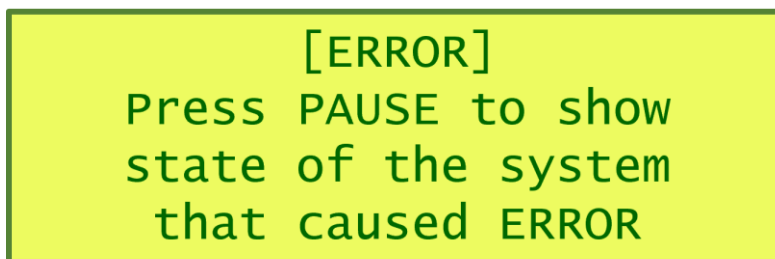 [ERROR]
Press PAUSE to show
state of the system
that caused ERROR